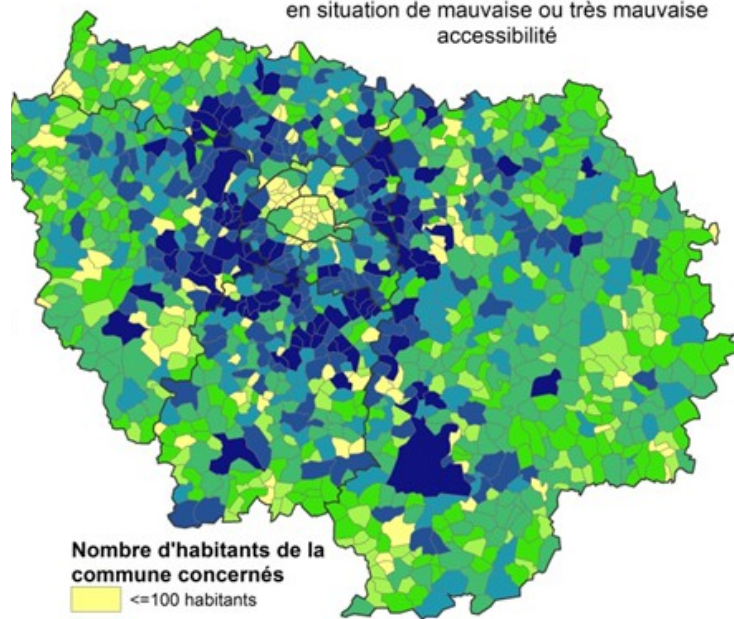 en situation de mauvaise ou très mauvaise
accessibilité
Nombre d'habitants de la
commune concernés
<=100 habitants